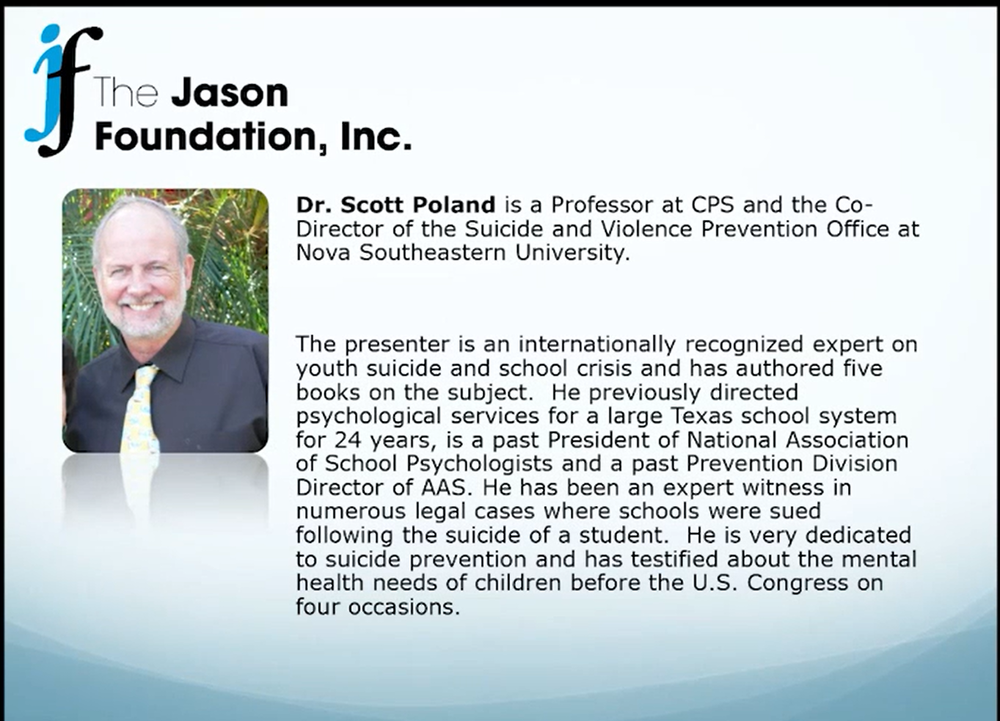 jf
The Jason
Foundation, Inc.
Dr. Scott Poland is a Professor at CPS and the Co-
Director of the Suicide and Violence Prevention Office at
Nova Southeastern University.
The presenter is an internationally recognized expert on
youth suicide and school crisis and has authored five
books on the subject.  He previously directed
psychological services for a large Texas school system
for 24 years, is a past President of National Association
of School Psychologists and a past Prevention Division
Director of AAS. He has been an expert witness in
numerous legal cases where schools were sued
following the suicide of a student.  He is very dedicated
to suicide prevention and has testified about the mental
health needs of children before the U.S. Congress on
four occasions.